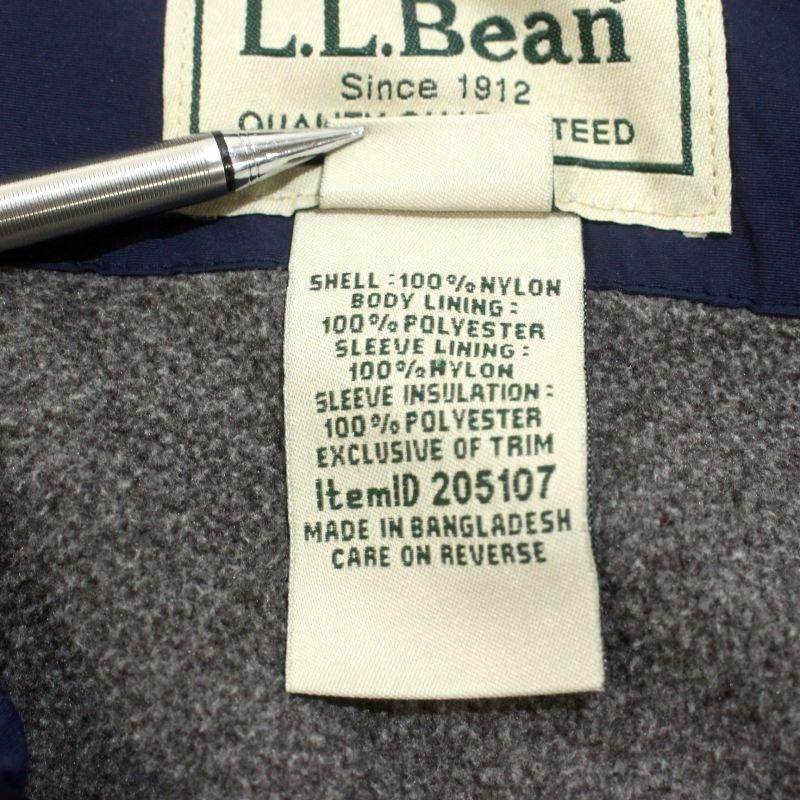 L.L.Bean
Since 1912
QUALITY
SHELL : 100% NYLON
BODY LINING :
100% POLYESTER
SLEEVE LINING :
100% NYLON
SLEEVE INSULATION :
100% POLYESTER
EXCLUSIVE OF TRIM
ItemID 205107
MADE IN BANGLADESH
CARE ON REVERSE